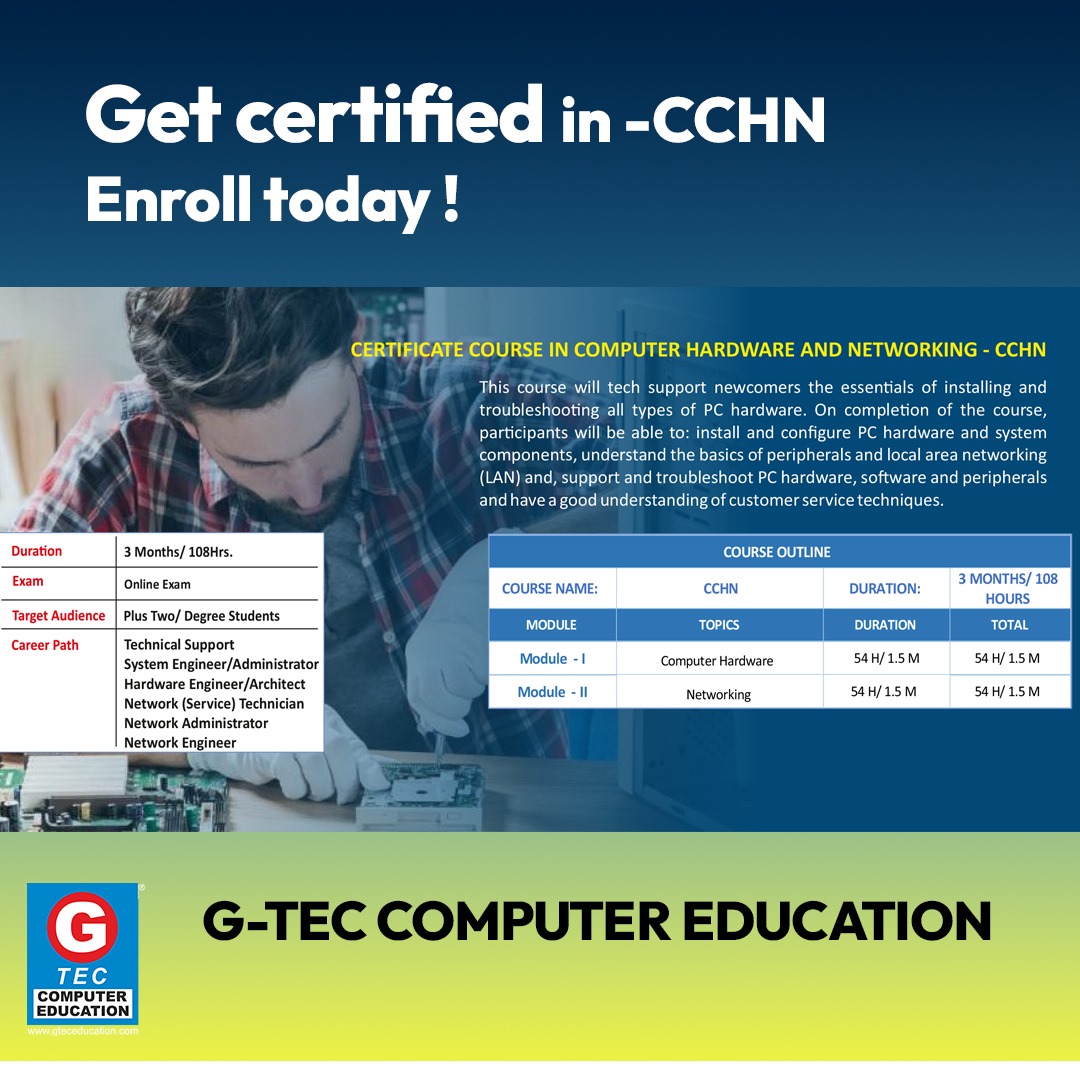 Get certified in -CCHN
Enroll today !
CERTIFICATE COURSE IN COMPUTER HARDWARE AND NETWORKING - CCHN
This course will tech support newcomers the essentials of installing and
troubleshooting all types of PC hardware. On completion of the course,
participants will be able to: install and configure PC hardware and system
components, understand the basics of peripherals and local area networking
(LAN) and, support and troubleshoot PC hardware, software and peripherals
and have a good understanding of customer service techniques.
Duration 3 Months/ 108Hrs.
Exam Online Exam
Target Audience Plus Two/ Degree Students
Career Path Technical Support
System Engineer/Administrator
Hardware Engineer/Architect
Network (Service) Technician
Network Administrator
Network Engineer
COURSE OUTLINE
COURSE NAME: CCHN DURATION: 3 MONTHS/ 108
HOURS
MODULE TOPICS DURATION TOTAL
Module - I Computer Hardware 54 H/ 1.5 M 54 H/ 1.5 M
Module - II Networking 54 H/ 1.5 M 54 H/ 1.5 M
G-TEC COMPUTER EDUCATION
G
TEC
®
COMPUTER
EDUCATION
www.gteceducation.com